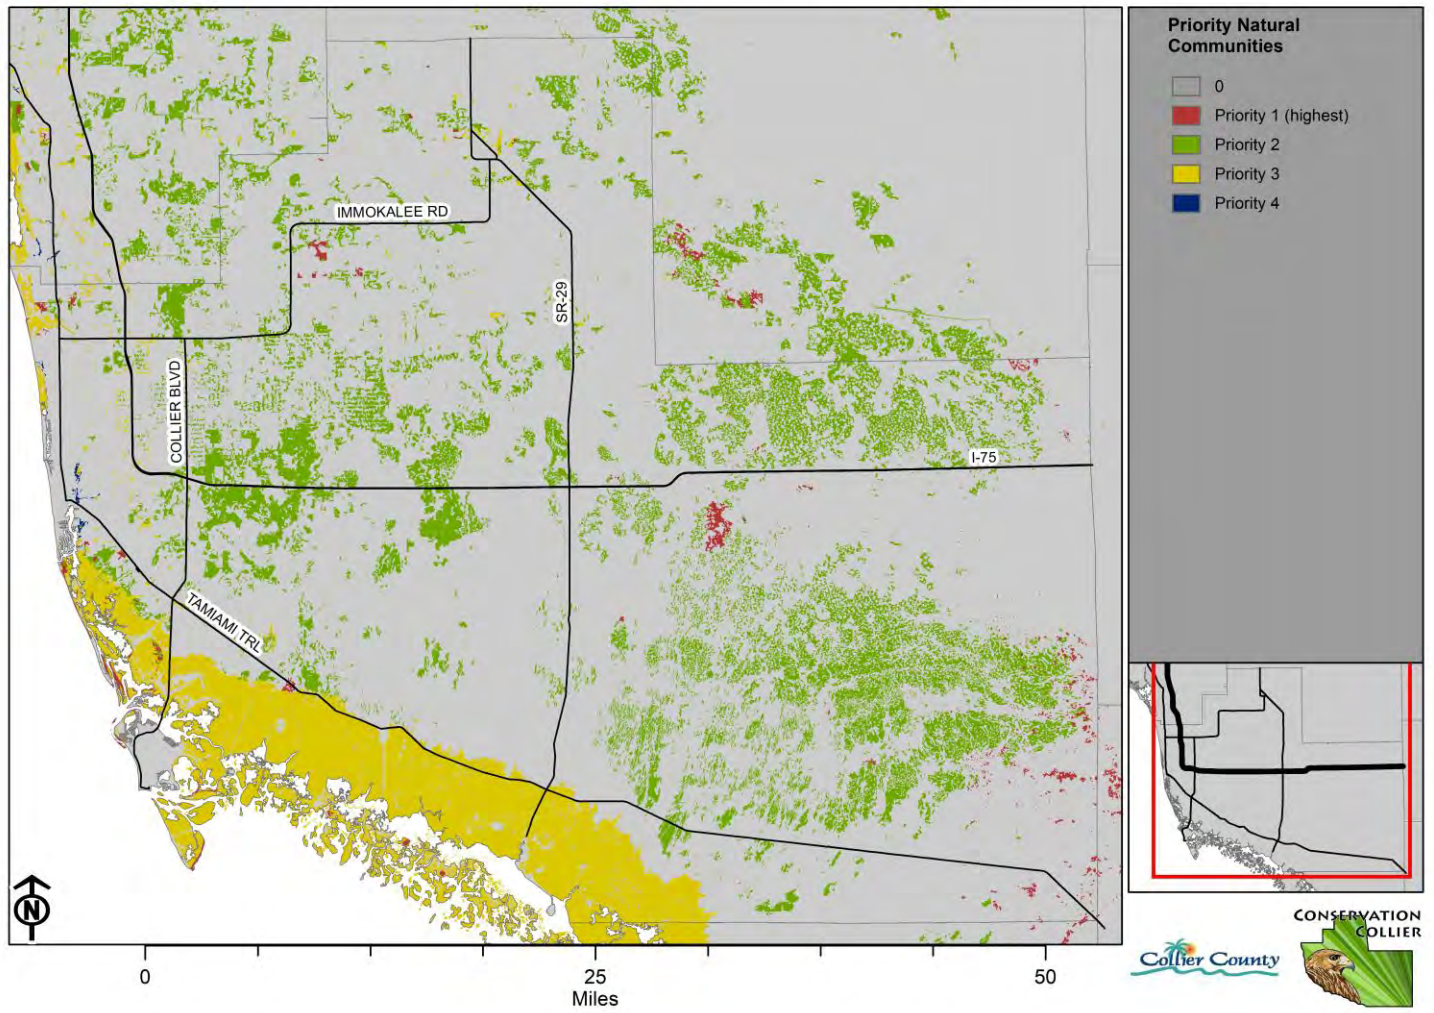 Priority Natural
Communities
0
Priority 1 (highest)
Priority 2
Priority 3
Priority 4
IMMOKALEE RD
SR-29
COLLIER BLVD
I-75
TAMIAMI TRL
N
0
25
50
Miles
Collier County
CONSERVATION
COLLIER